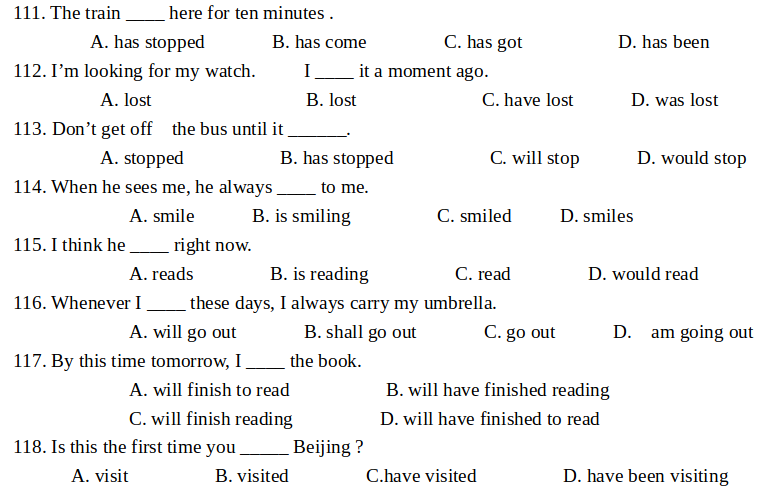 111. The train ____ here for ten minutes .
A. has stopped B. has come C. has got D. has been
112. I’m looking for my watch. I ____ it a moment ago.
A. lost B. lost C. have lost D. was lost
113. Don’t get off the bus until it ______.
A. stopped B. has stopped C. will stop D. would stop
114. When he sees me, he always ____ to me.
A. smile B. is smiling C. smiled D. smiles
115. I think he ____ right now.
A. reads B. is reading C. read D. would read
116. Whenever I ____ these days, I always carry my umbrella.
A. will go out B. shall go out C. go out D. am going out
117. By this time tomorrow, I ____ the book.
A. will finish to read B. will have finished reading
C. will finish reading D. will have finished to read
118. Is this the first time you _____ Beijing ?
A. visit B. visited C.have visited D. have been visiting